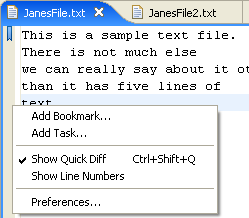 JanesFile.txt JanesFile2.txt
This is a sample text file.
There is not much else
we can really say about it
than it has five lines of
text
Add Bookmark...
Add Task...
Show Quick Diff Ctrl+Shift+Q
Show Line Numbers
Preferences...